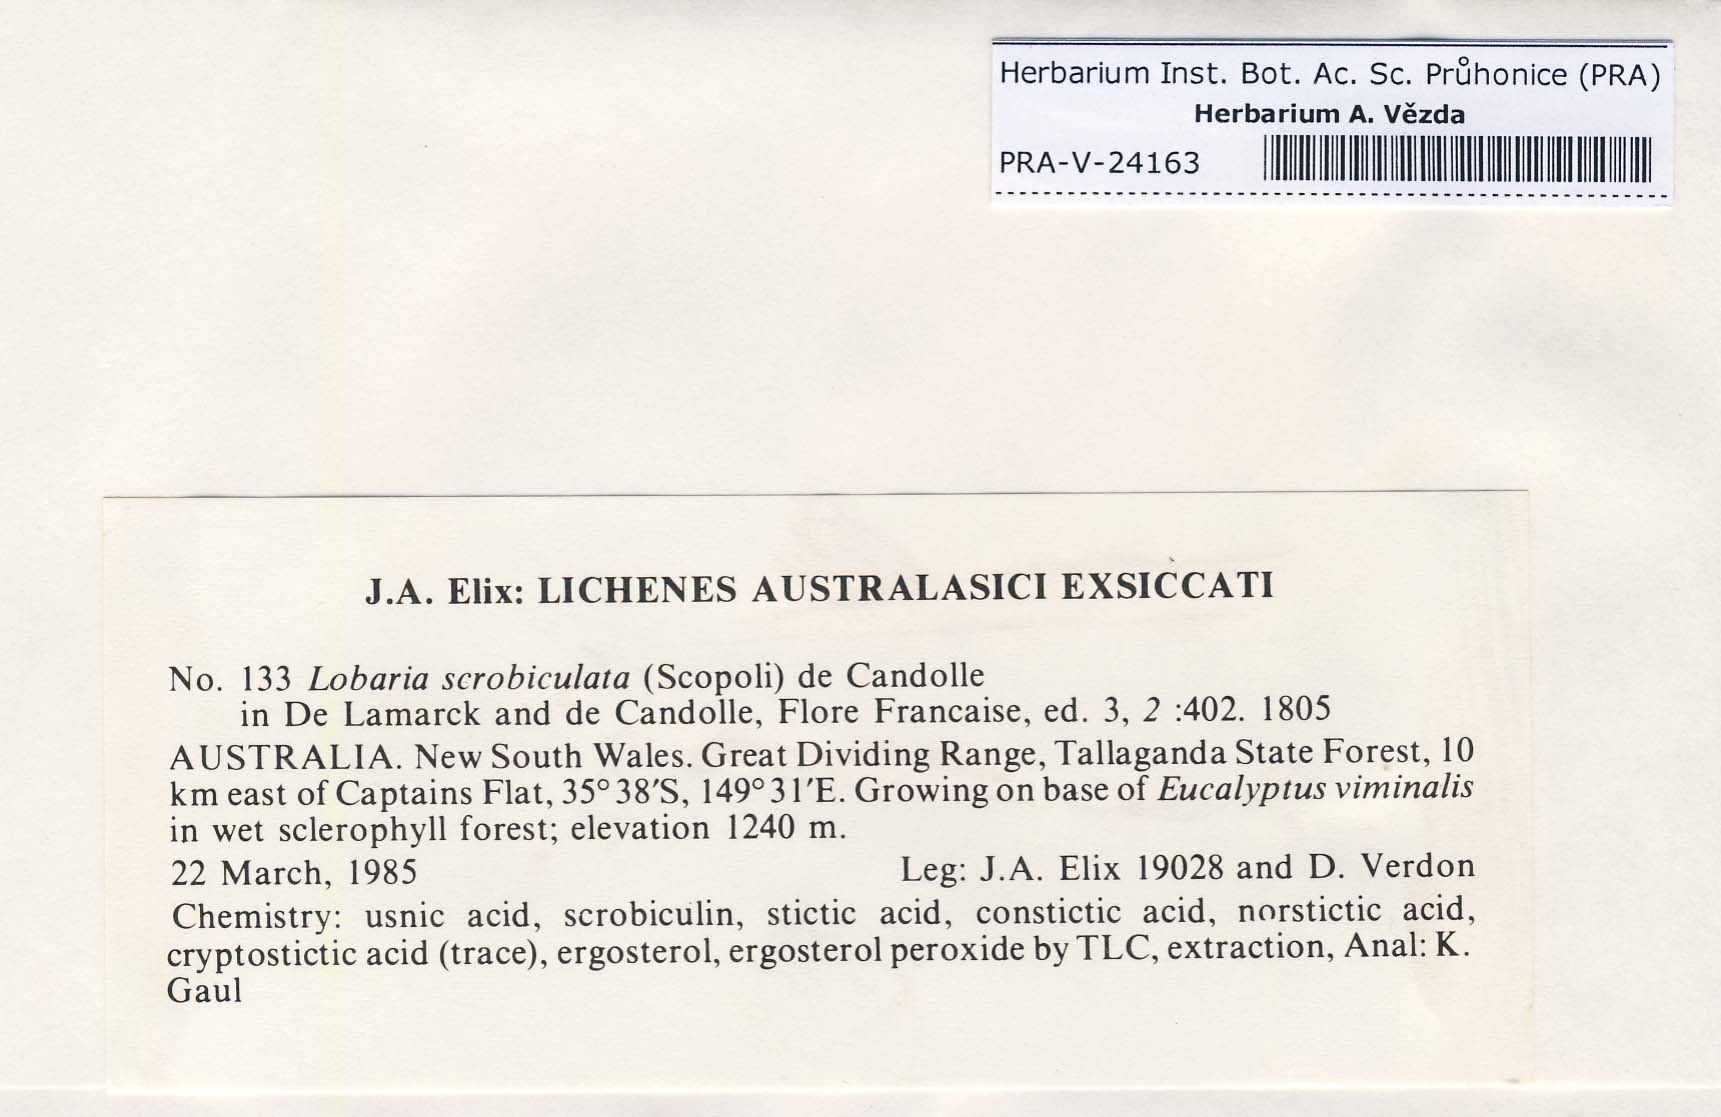 Herbarium Inst. Bot. Ac. Sc. Průhonice (PRA)
Herbarium A. Vězda
PRA-V-24163
J.A. Elix: LICHENES AUSTRALASICI EXSICCATI
No. 133 Lobaria scrobiculata (Scopoli) de Candolle
in De Lamarck and de Candolle, Flore Francaise, ed. 3, 2 :402. 1805
AUSTRALIA. New South Wales. Great Dividing Range, Tallaganda State Forest, 10
km east of Captains Flat, 35°38′S, 149°31′E. Growing on base of Eucalyptus viminalis
in wet sclerophyll forest; elevation 1240 m.
22 March, 1985 Leg: J.A. Elix 19028 and D. Verdon
Chemistry: usnic acid, scrobiculin, stictic acid, constictic acid, norstictic acid,
cryptostictic acid (trace), ergosterol, ergosterol peroxide by TLC, extraction, Anal: K.
Gaul